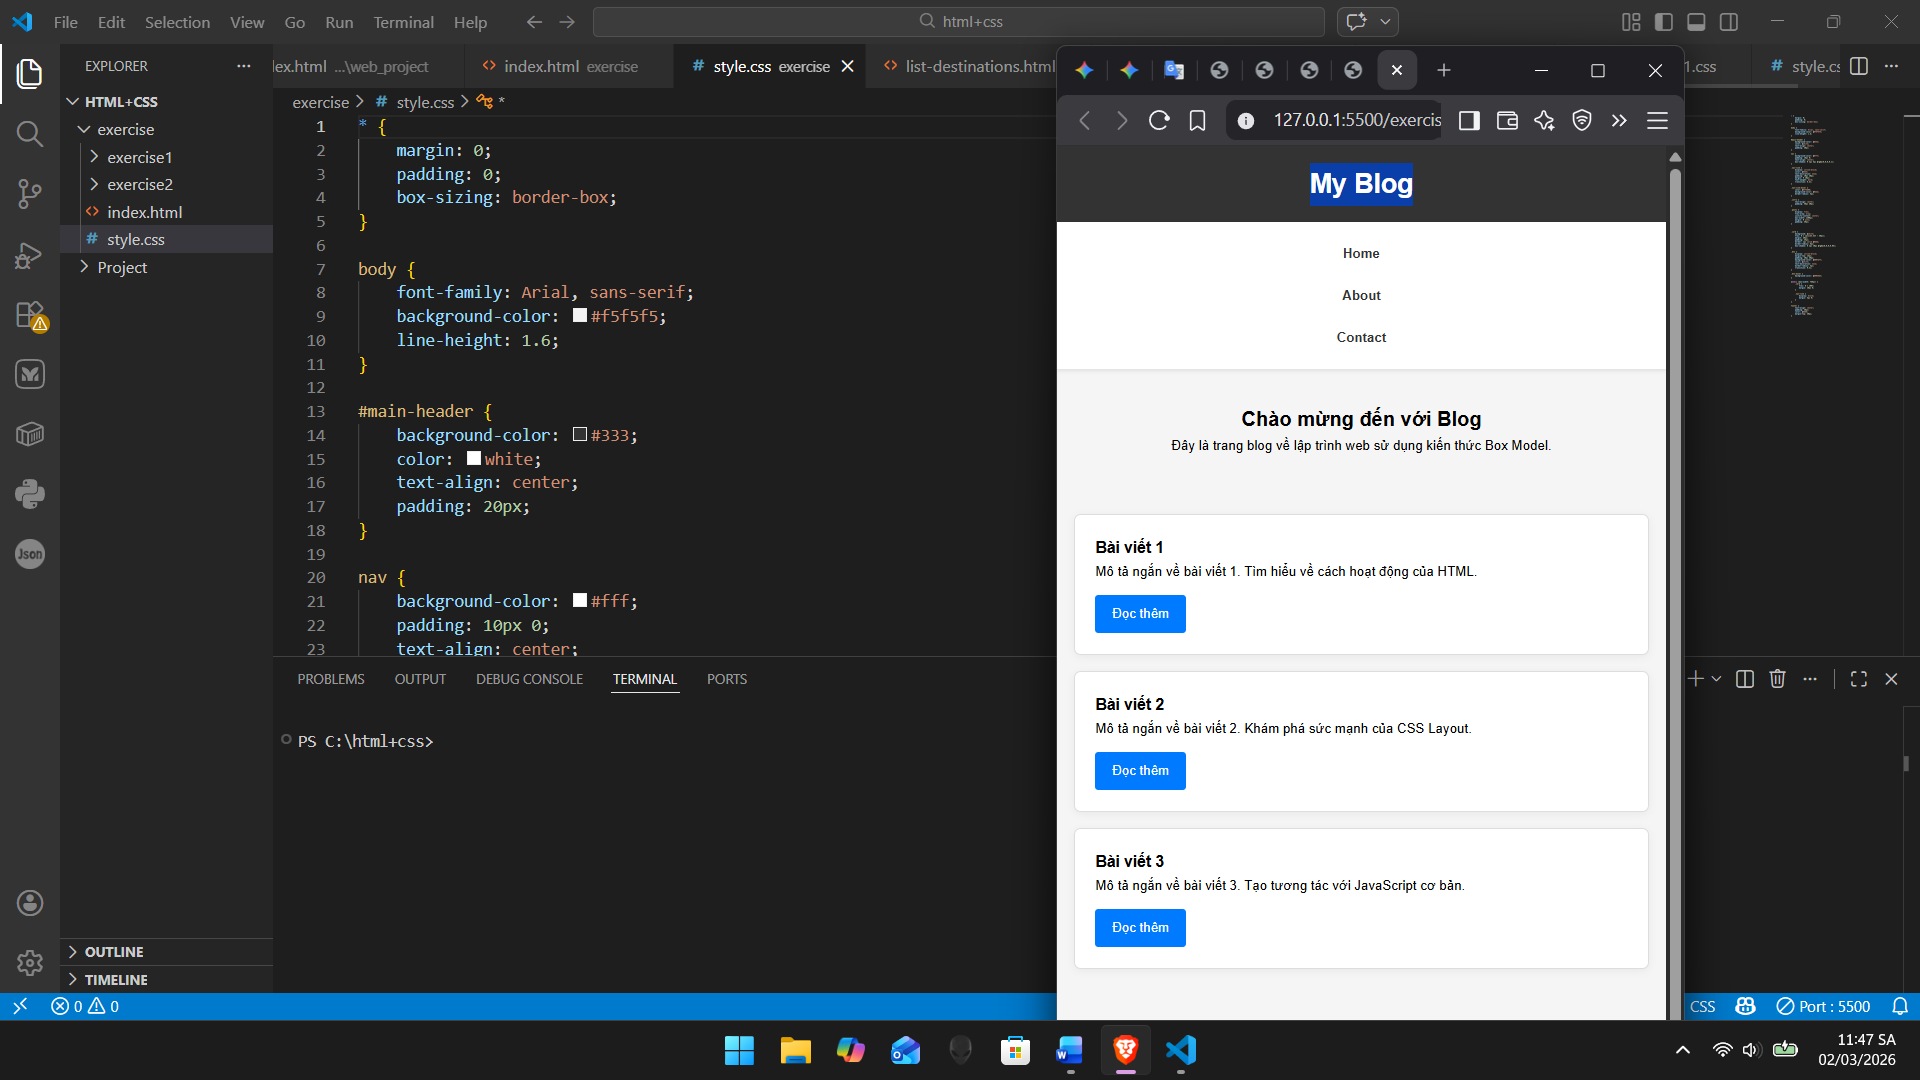 File Edit Selection View Go Run Terminal Help
html+css
EXPLORER
HTML+CSS
exercise
exercise1
exercise2
index.html
style.css
Project
OUTLINE
TIMELINE
dex.html ...\web_project
index.html exercise
style.css exercise
list-destinations.html
1.css
style.cs
exercise > style.css > *
1 * {
2 margin: 0;
3 padding: 0;
4 box-sizing: border-box;
5 }
6
7 body {
8 font-family: Arial, sans-serif;
9 background-color: #f5f5f5;
10 line-height: 1.6;
11 }
12
13 #main-header {
14 background-color: #333;
15 color: white;
16 text-align: center;
17 padding: 20px;
18 }
19
20 nav {
21 background-color: #fff;
22 padding: 10px 0;
23 text-align: center;
PROBLEMS OUTPUT DEBUG CONSOLE TERMINAL PORTS
PS C:\html+css>
127.0.0.1:5500/exercis
My Blog
Home
About
Contact
Chào mừng đến với Blog
Đây là trang blog về lập trình web sử dụng kiến thức Box Model.
Bài viết 1
Mô tả ngắn về bài viết 1. Tìm hiểu về cách hoạt động của HTML.
Đọc thêm
Bài viết 2
Mô tả ngắn về bài viết 2. Khám phá sức mạnh của CSS Layout.
Đọc thêm
Bài viết 3
Mô tả ngắn về bài viết 3. Tạo tương tác với JavaScript cơ bản.
Đọc thêm
Json
0 0
CSS
Port : 5500
11:47 SA
02/03/2026